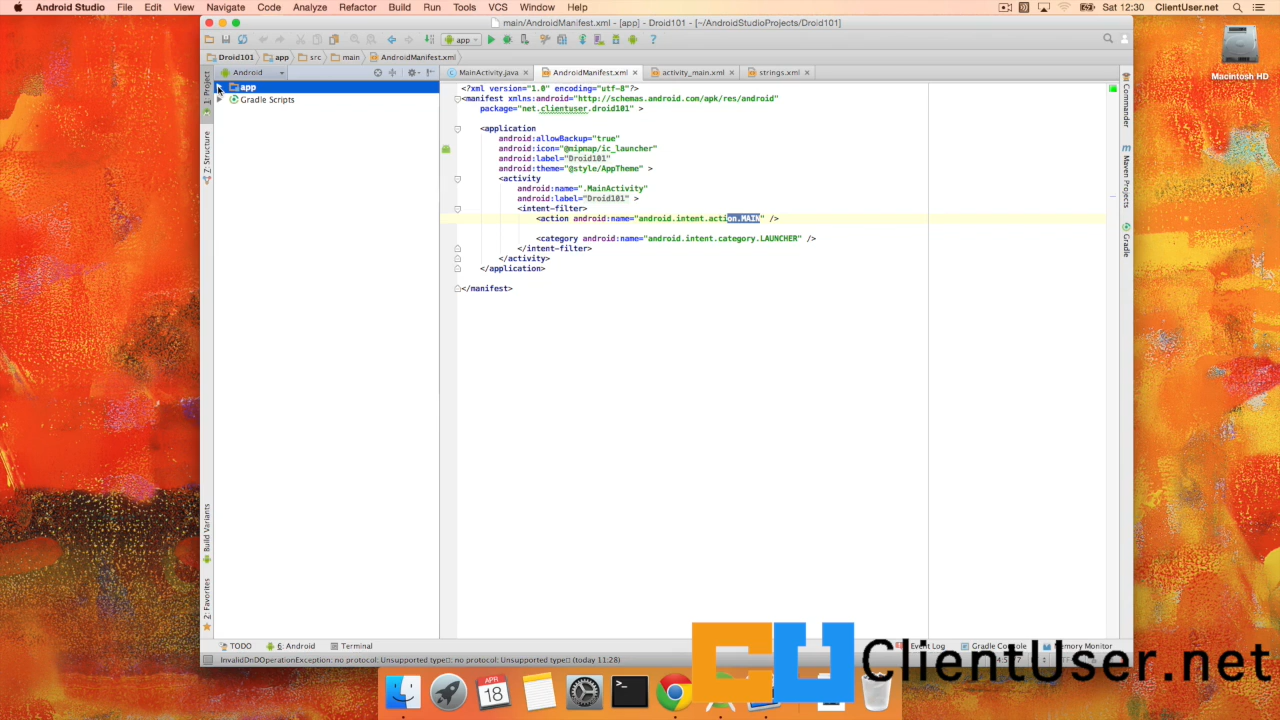 Android Studio File Edit View Navigate Code Analyze Refactor Build Run Tools VCS Window Help Sat 12:30 ClientUser.net
main/AndroidManifest.xml - [app] - Droid101 - [~/AndroidStudioProjects/Droid101]
app
Droid101 app src main AndroidManifest.xml
Android MainActivity.java AndroidManifest.xml activity_main.xml strings.xml
Macintosh HD
app
Gradle Scripts
1: Project
Z: Structure
Build Variants
2: Favorites
<?xml version="1.0" encoding="utf-8"?>
<manifest xmlns:android="http://schemas.android.com/apk/res/android"
package="net.clientuser.droid101" >
<application
android:allowBackup="true"
android:icon="@mipmap/ic_launcher"
android:label="Droid101"
android:theme="@style/AppTheme" >
<activity
android:name=".MainActivity"
android:label="Droid101" >
<intent-filter>
<action android:name="android.intent.action.MAIN" />
<category android:name="android.intent.category.LAUNCHER" />
</intent-filter>
</activity>
</application>
</manifest>
Commander
Maven Projects
Gradle
TODO 6: Android Terminal Event Log Gradle Console Memory Monitor
InvalidDnDOperationException: no protocol: Unsupported type: no protocol: Unsupported type (today 11:28)
ClientUser.net
APR
18